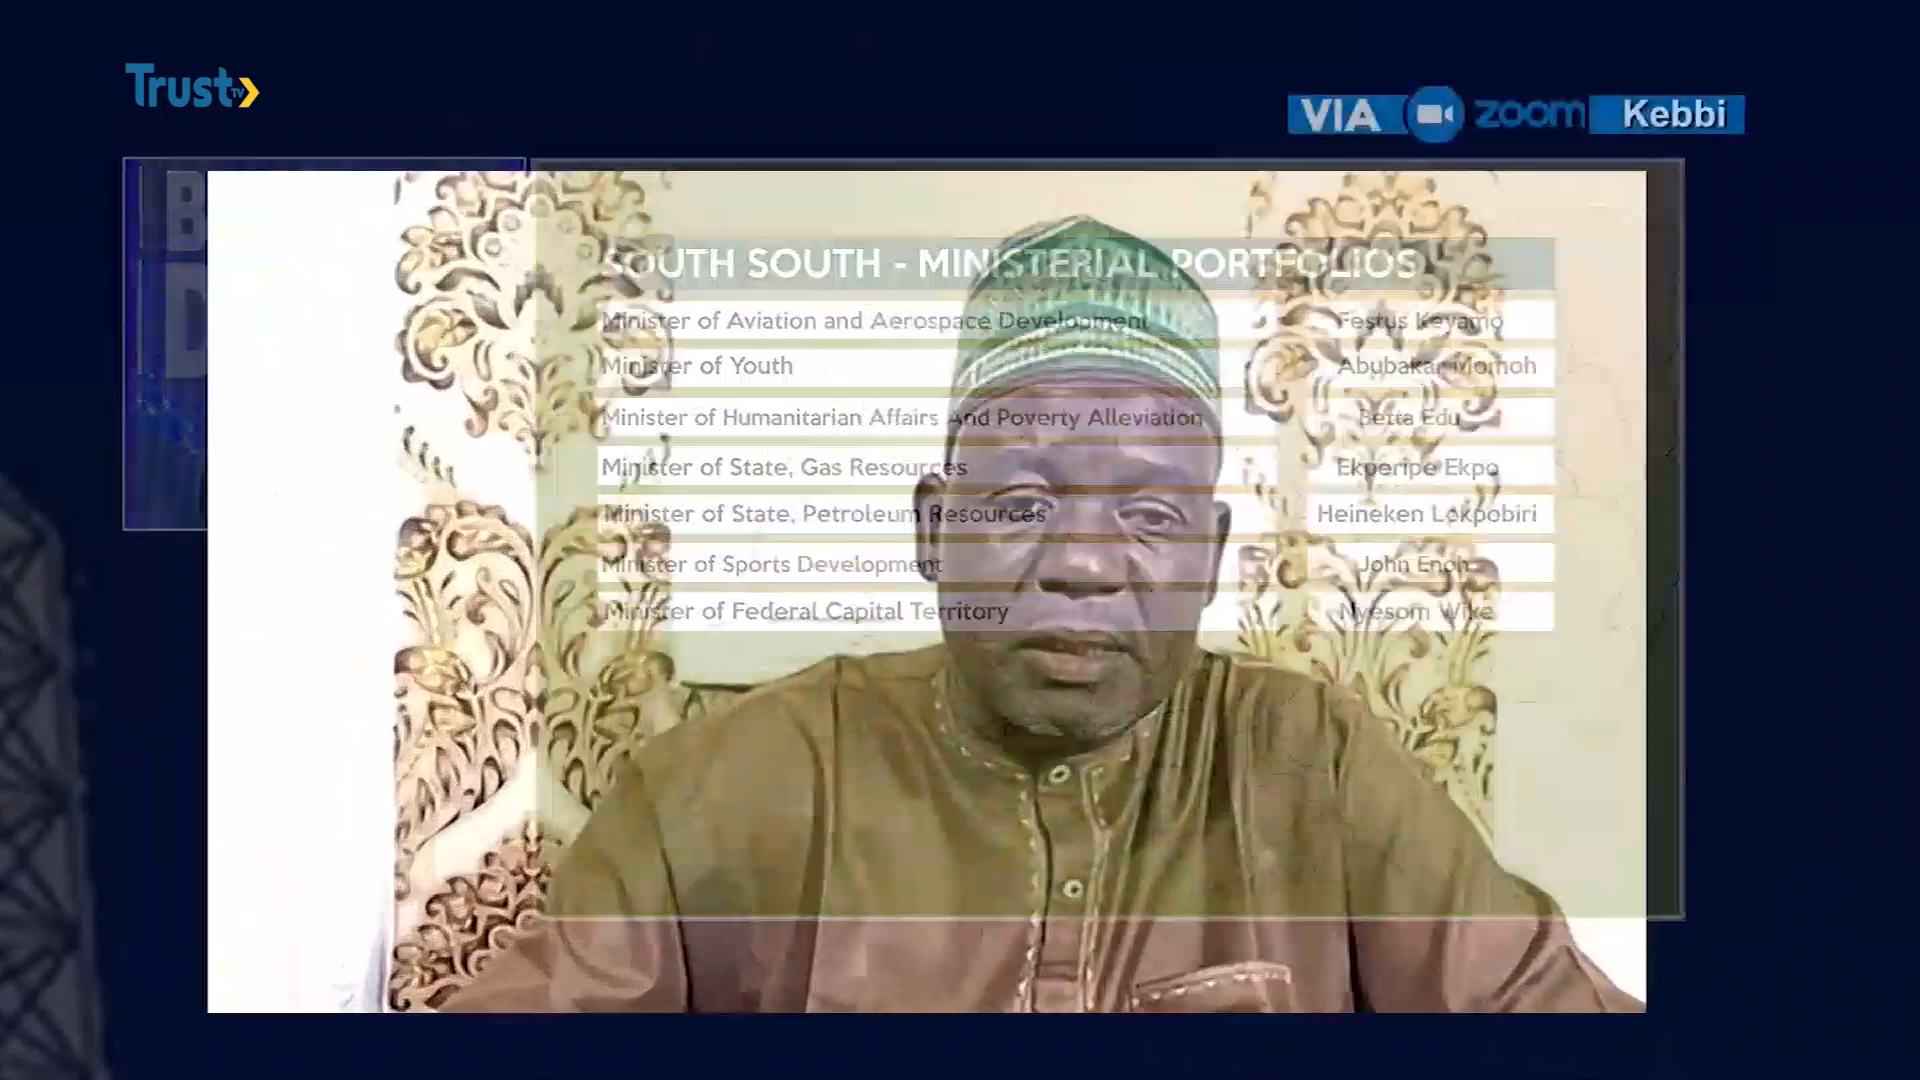 Trust TV
VIA zoom Kebbi
B
D
SOUTH SOUTH - MINISTERIAL PORTFOLIOS
Minister of Aviation and Aerospace Development Festus Keyamo
Minister of Youth Abubakar Momoh
Minister of Humanitarian Affairs And Poverty Alleviation Betta Edu
Minister of State, Gas Resources Ekperipe Ekpo
Minister of State, Petroleum Resources Heineken Lokpobiri
Minister of Sports Development John Enoh
Minister of Federal Capital Territory Nyesom Wike